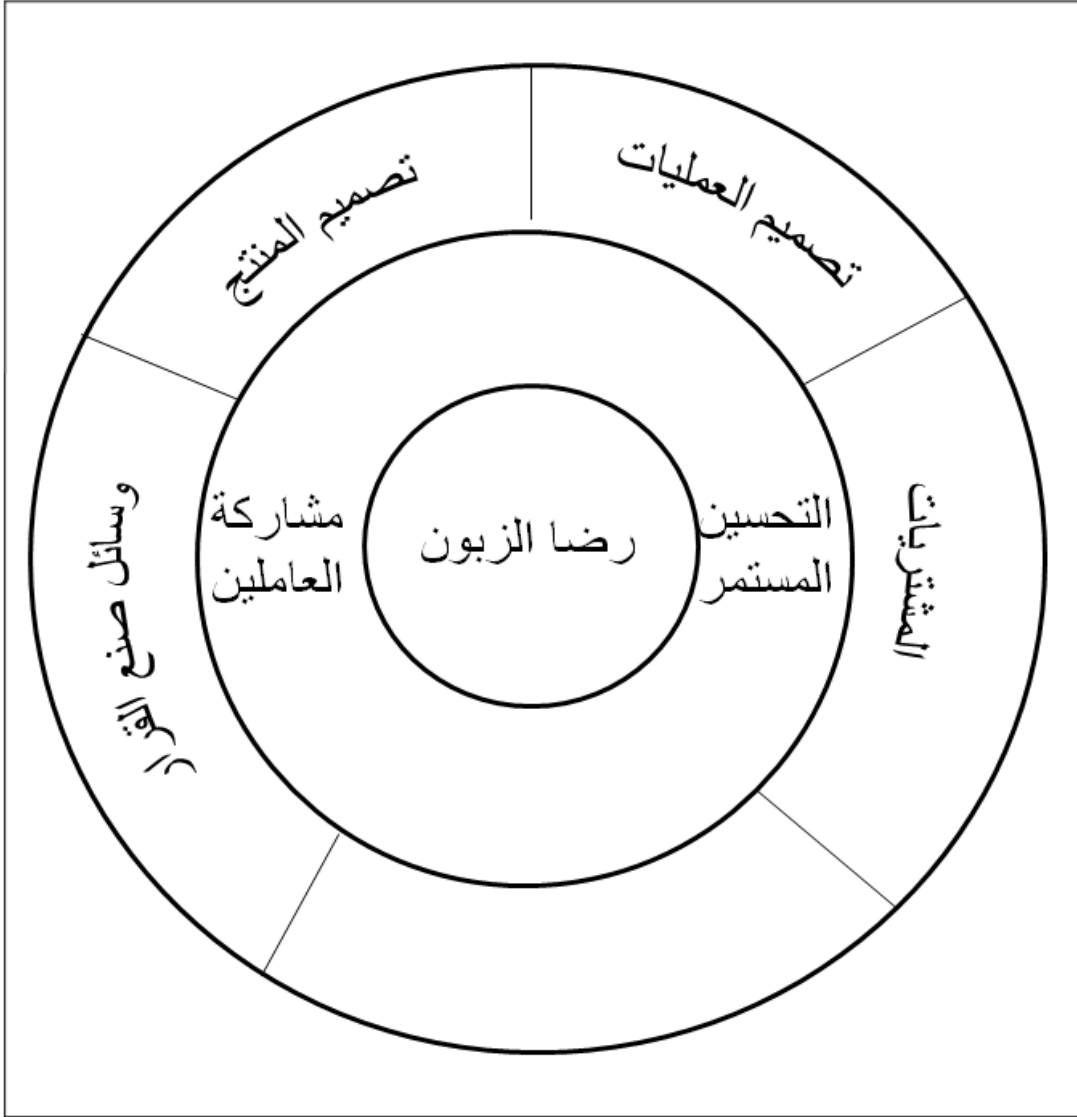 تصميم العمليات
تصميم المنتج
المشتريات
وسائل صنع القرار
التحسين
المستمر
رضا الزبون
مشاركة
العاملين